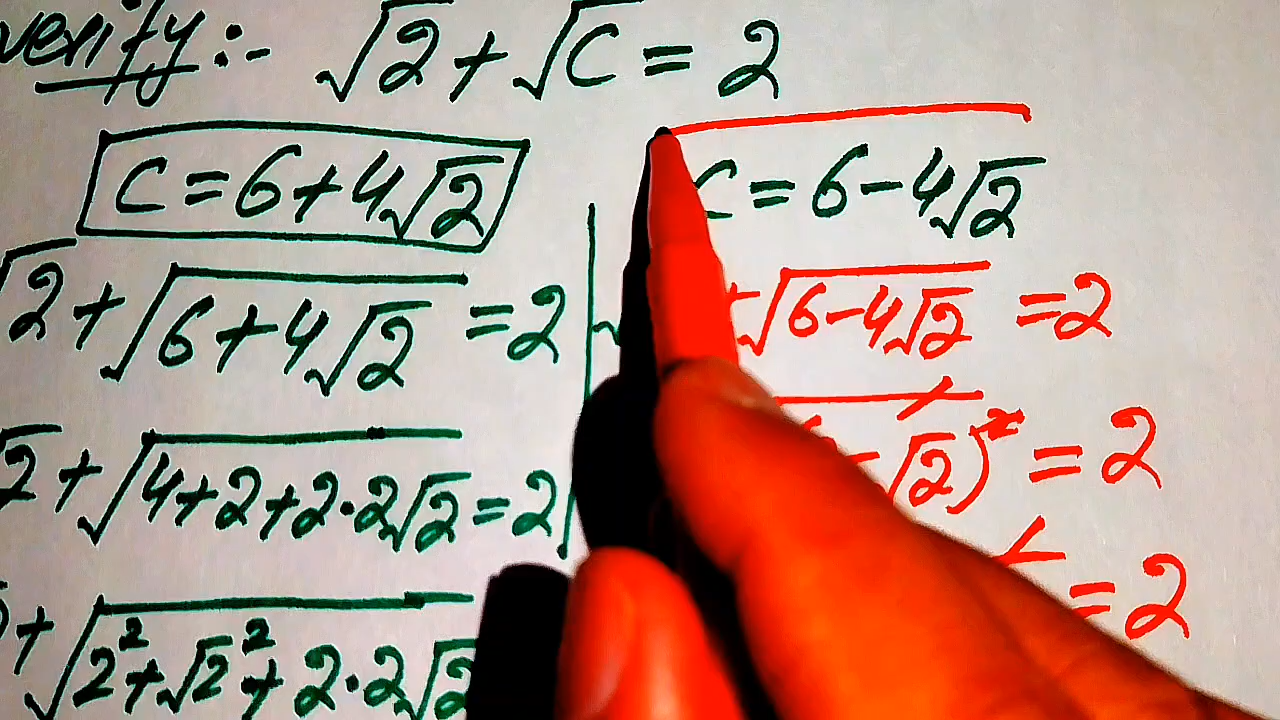 verify:- √2 + √C = 2
C = 6 + 4√2
√2 + √(6 + 4√2) = 2
√2 + √(4 + 2 + 2·2√2) = 2
+ √(2² + √2² + 2·2√2
C = 6 - 4√2
+ √(6 - 4√2) = 2
- √2)² = 2
= 2